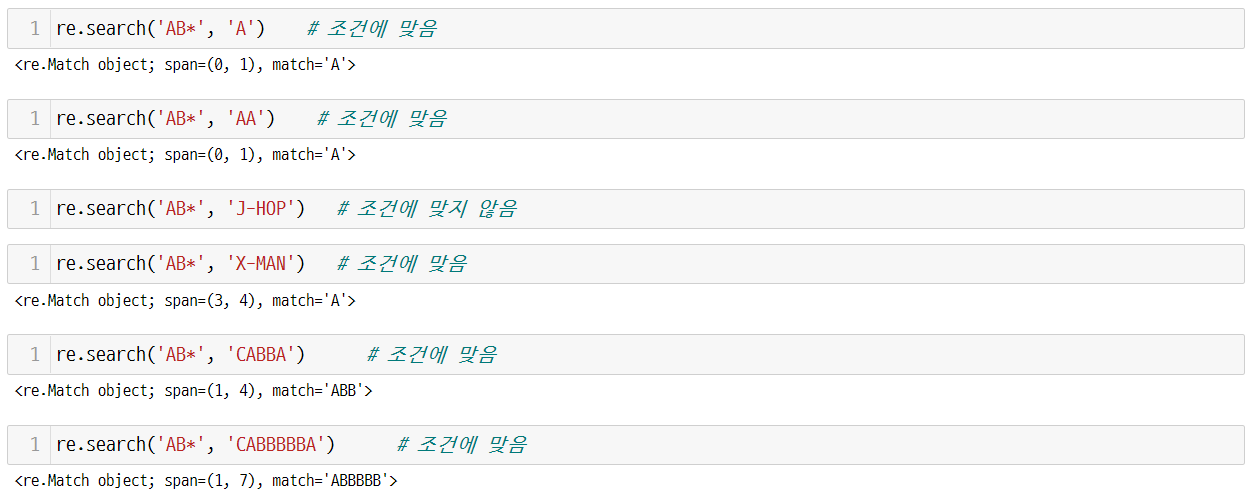 1 re.search('AB*', 'A') # 조건에 맞음
<re.Match object; span=(0, 1), match='A'>
1 re.search('AB*', 'AA') # 조건에 맞음
<re.Match object; span=(0, 1), match='A'>
1 re.search('AB*', 'J-HOP') # 조건에 맞지 않음
1 re.search('AB*', 'X-MAN') # 조건에 맞음
<re.Match object; span=(3, 4), match='A'>
1 re.search('AB*', 'CABBA') # 조건에 맞음
<re.Match object; span=(1, 4), match='ABB'>
1 re.search('AB*', 'CABBBBBA') # 조건에 맞음
<re.Match object; span=(1, 7), match='ABBBBB'>